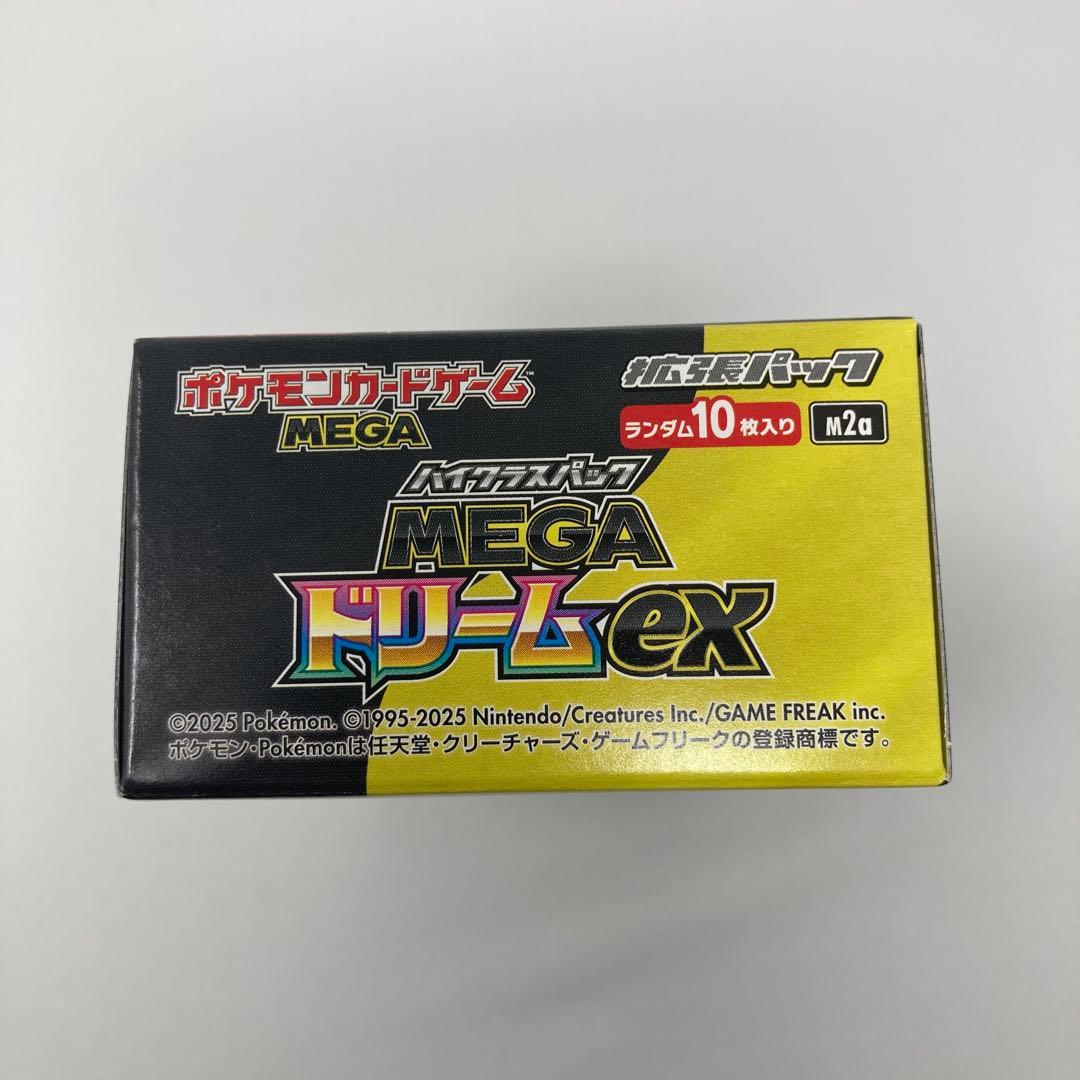 ポケモンカードゲーム™
MEGA
拡張パック
ランダム10枚入り
M2a
ハイクラスパック
MEGA
ドリームex
©2025 Pokémon. ©1995-2025 Nintendo/Creatures Inc./GAME FREAK inc.
ポケモン・Pokémonは任天堂・クリーチャーズ・ゲームフリークの登録商標です。